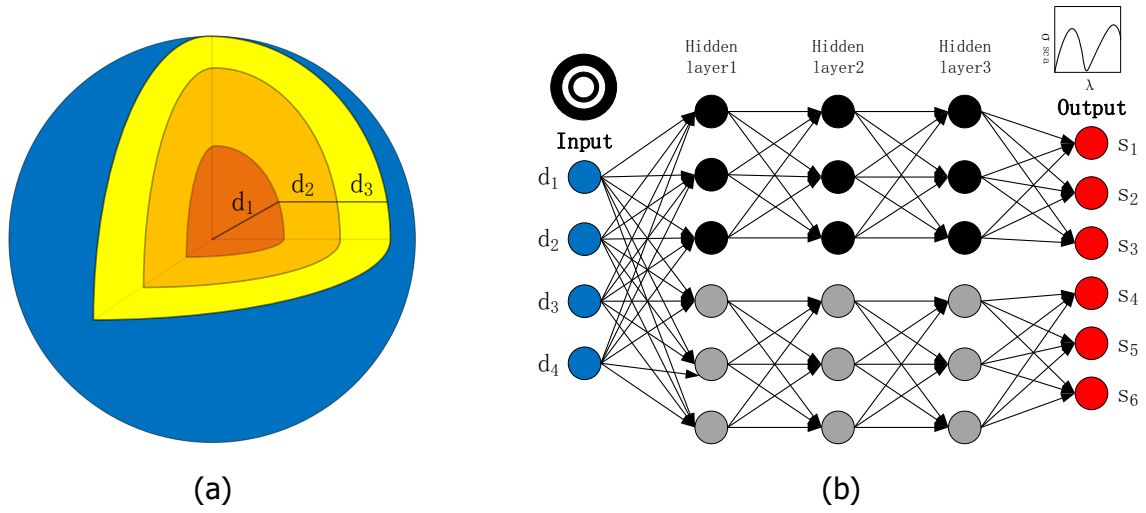 d₁
d₂
d₃
(a)
Input
d₁
d₂
d₃
d₄
Hidden
layer1
Hidden
layer2
Hidden
layer3
σ sca
λ
Output
s₁
s₂
s₃
s₄
s₅
s₆
(b)